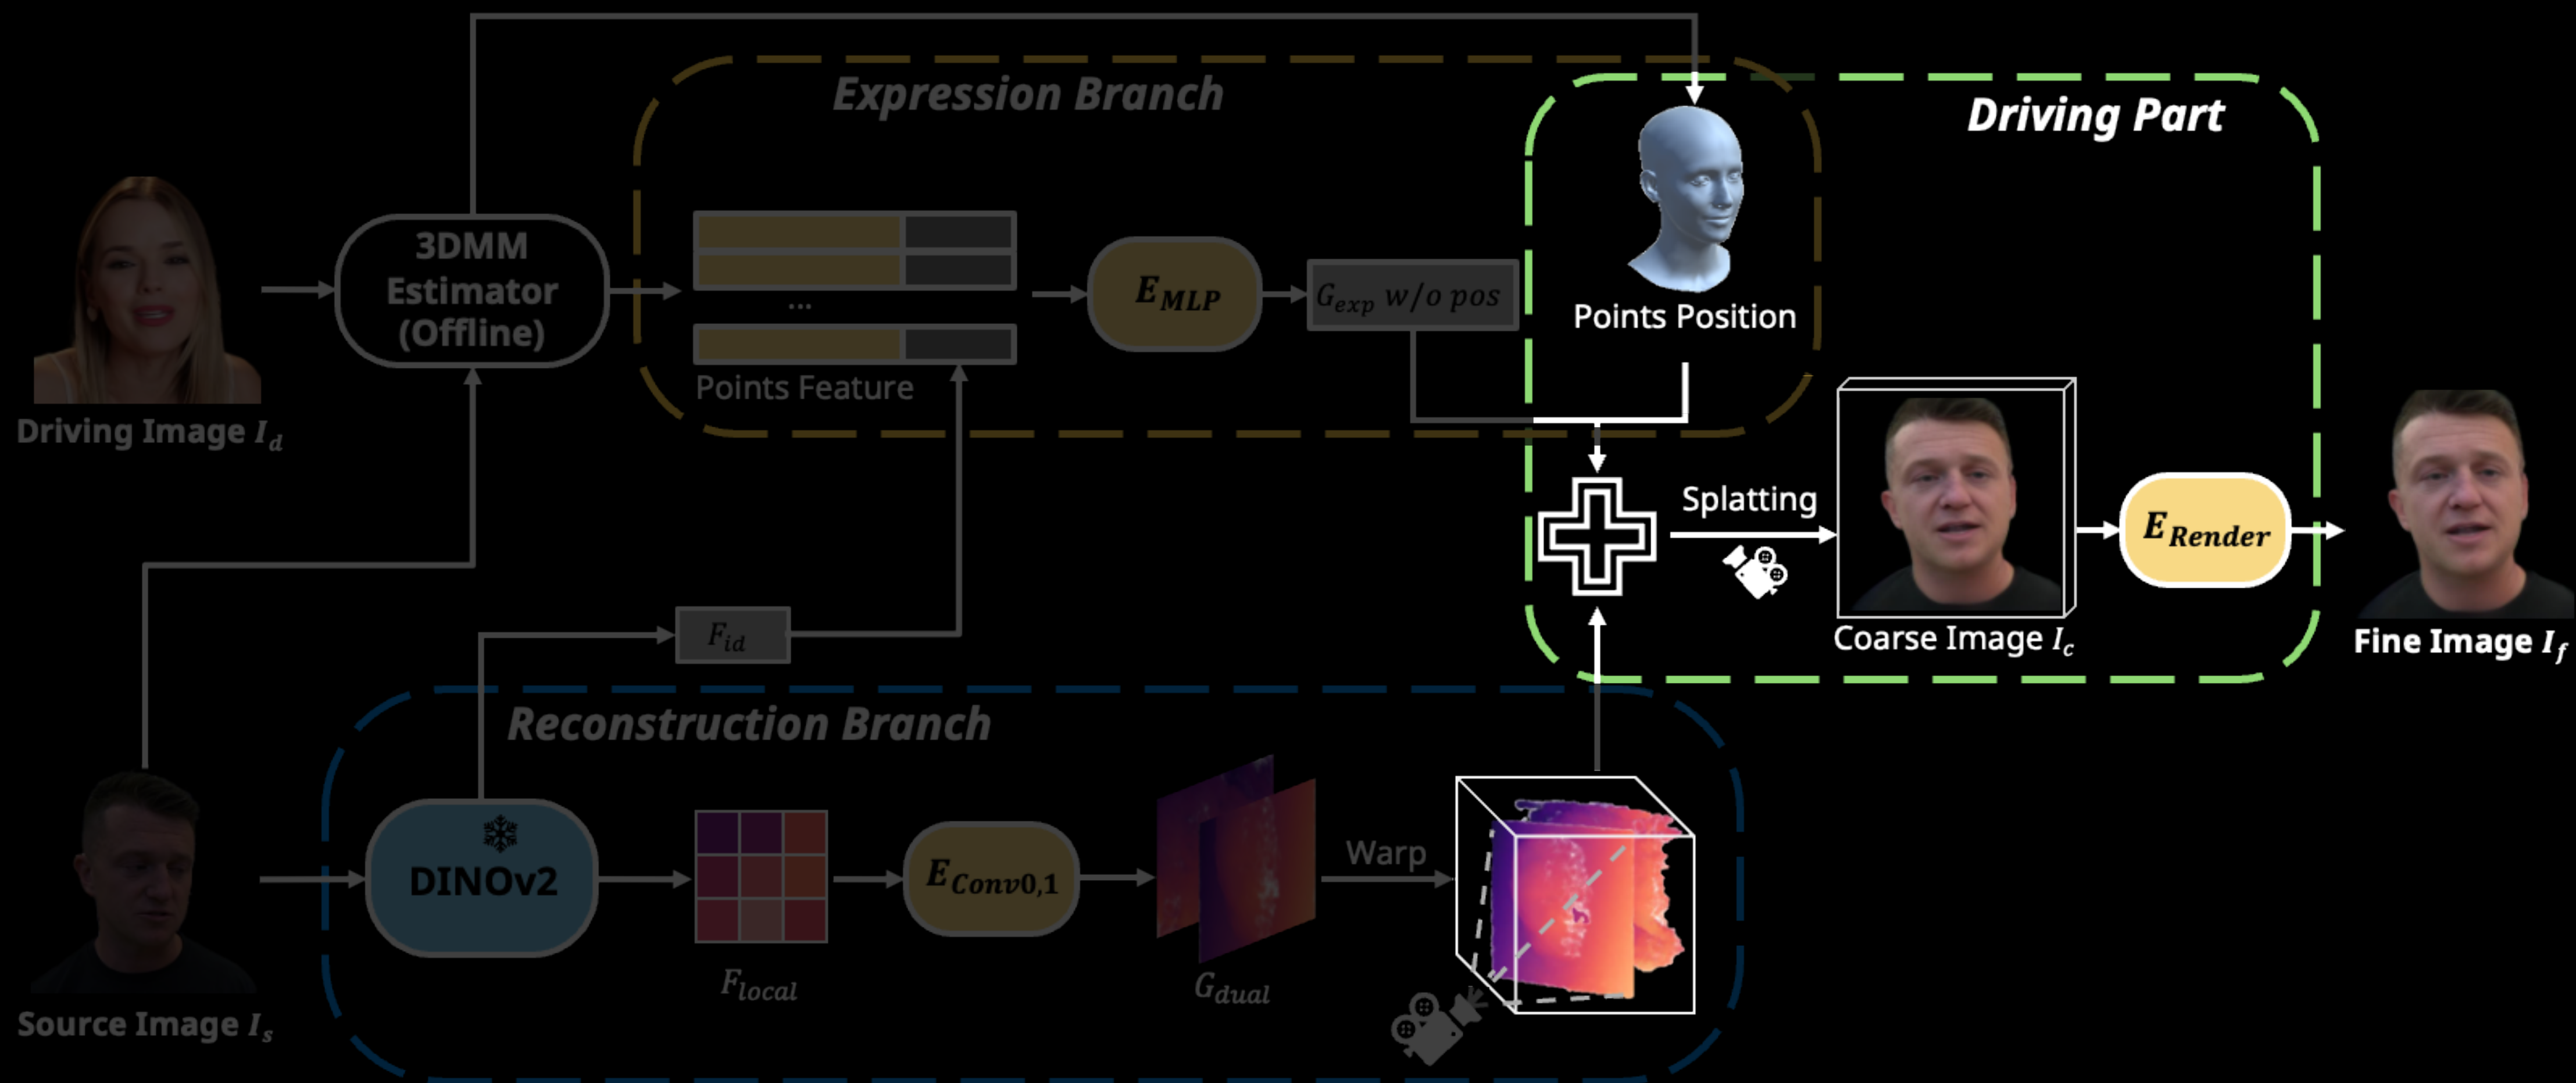 Expression Branch
Driving Part
3DMM
Estimator
(Offline)
E_MLP
G_exp w/o pos
...
Points Feature
Points Position
Driving Image I_d
Splatting
E_Render
Coarse Image I_c
Fine Image I_f
F_id
Reconstruction Branch
DINOv2
E_Conv0,1
Warp
F_local
G_dual
Source Image I_s